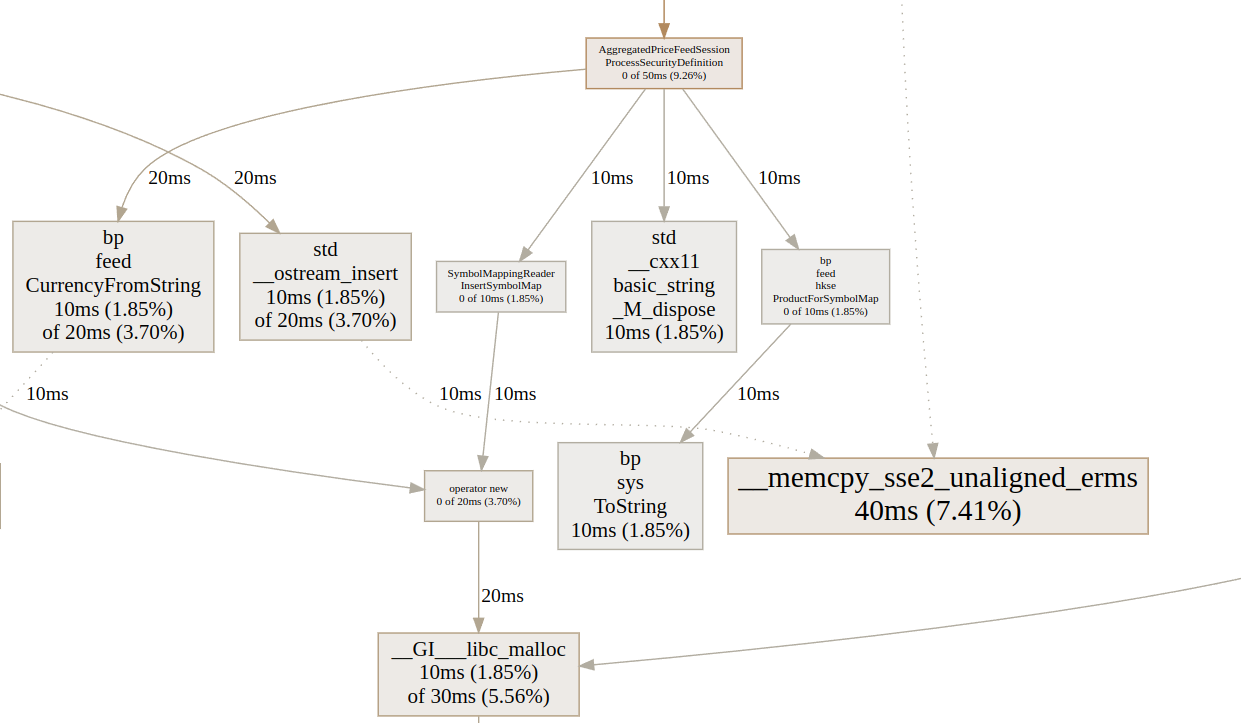 AggregatedPriceFeedSession
ProcessSecurityDefinition
0 of 50ms (9.26%)
20ms
20ms
10ms
10ms
10ms
bp
feed
CurrencyFromString
10ms (1.85%)
of 20ms (3.70%)
std
__ostream_insert
10ms (1.85%)
of 20ms (3.70%)
SymbolMappingReader
InsertSymbolMap
0 of 10ms (1.85%)
std
__cxx11
basic_string
_M_dispose
10ms (1.85%)
bp
feed
hkse
ProductForSymbolMap
0 of 10ms (1.85%)
10ms
10ms
10ms
10ms
operator new
0 of 20ms (3.70%)
bp
sys
ToString
10ms (1.85%)
__memcpy_sse2_unaligned_erms
40ms (7.41%)
20ms
__GI___libc_malloc
10ms (1.85%)
of 30ms (5.56%)